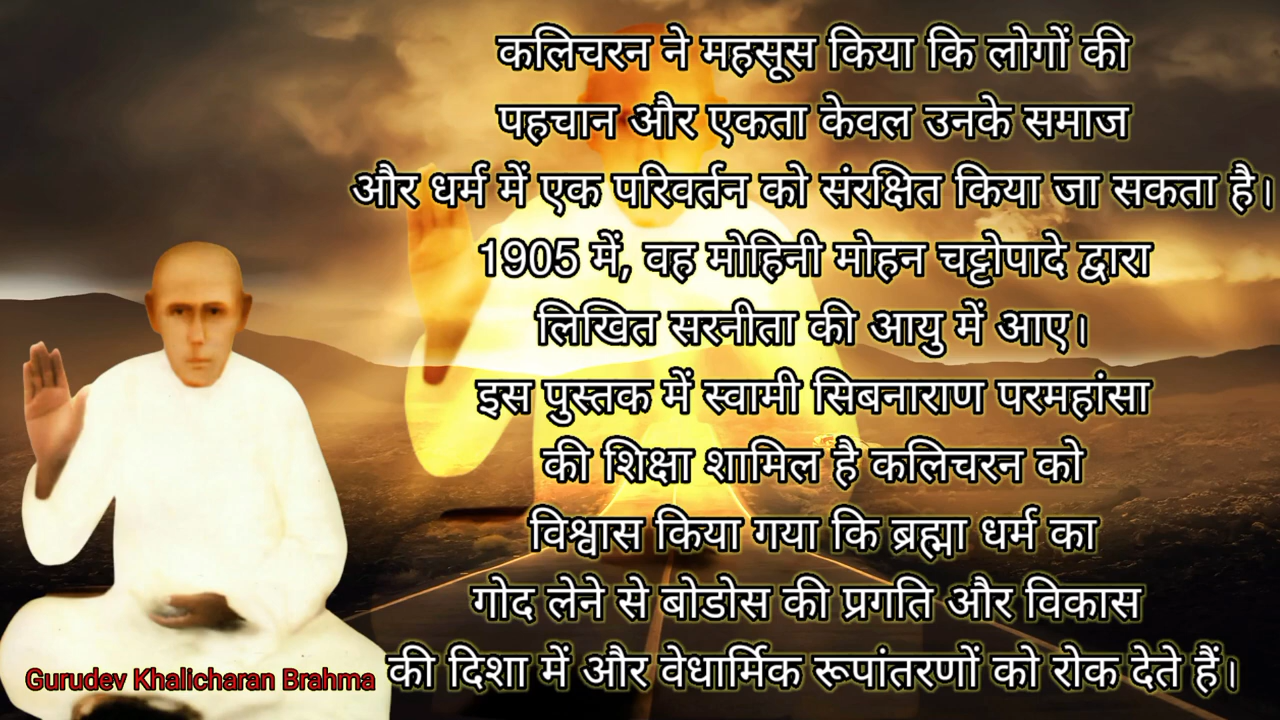 कलिचरन ने महसूस किया कि लोगों की
पहचान और एकता केवल उनके समाज
और धर्म में एक परिवर्तन को संरक्षित किया जा सकता है।
1905 में, वह मोहिनी मोहन चट्टोपादे द्वारा
लिखित सरनीता की आयु में आए।
इस पुस्तक में स्वामी सिबनाराण परमहांसा
की शिक्षा शामिल है कलिचरन को
विश्वास किया गया कि ब्रह्मा धर्म का
गोद लेने से बोडोस की प्रगति और विकास
की दिशा में और वेधार्मिक रूपांतरणों को रोक देते हैं।
Gurudev Khalicharan Brahma